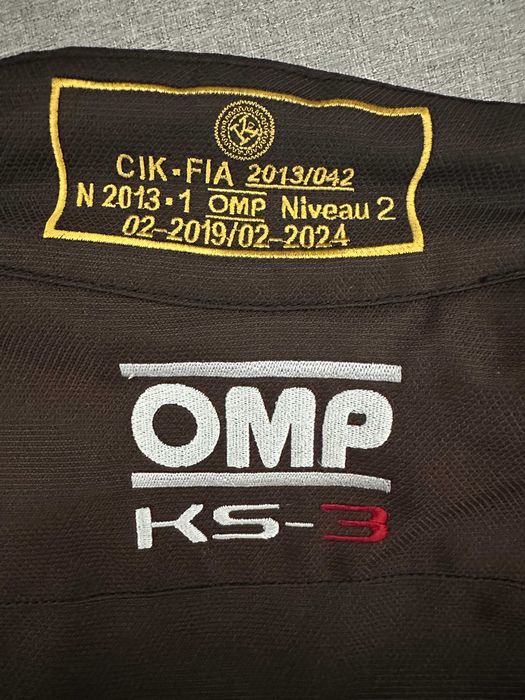 CIK-FIA 2013/042
N 2013-1 OMP Niveau 2
02-2019/02-2024
OMP
KS-3